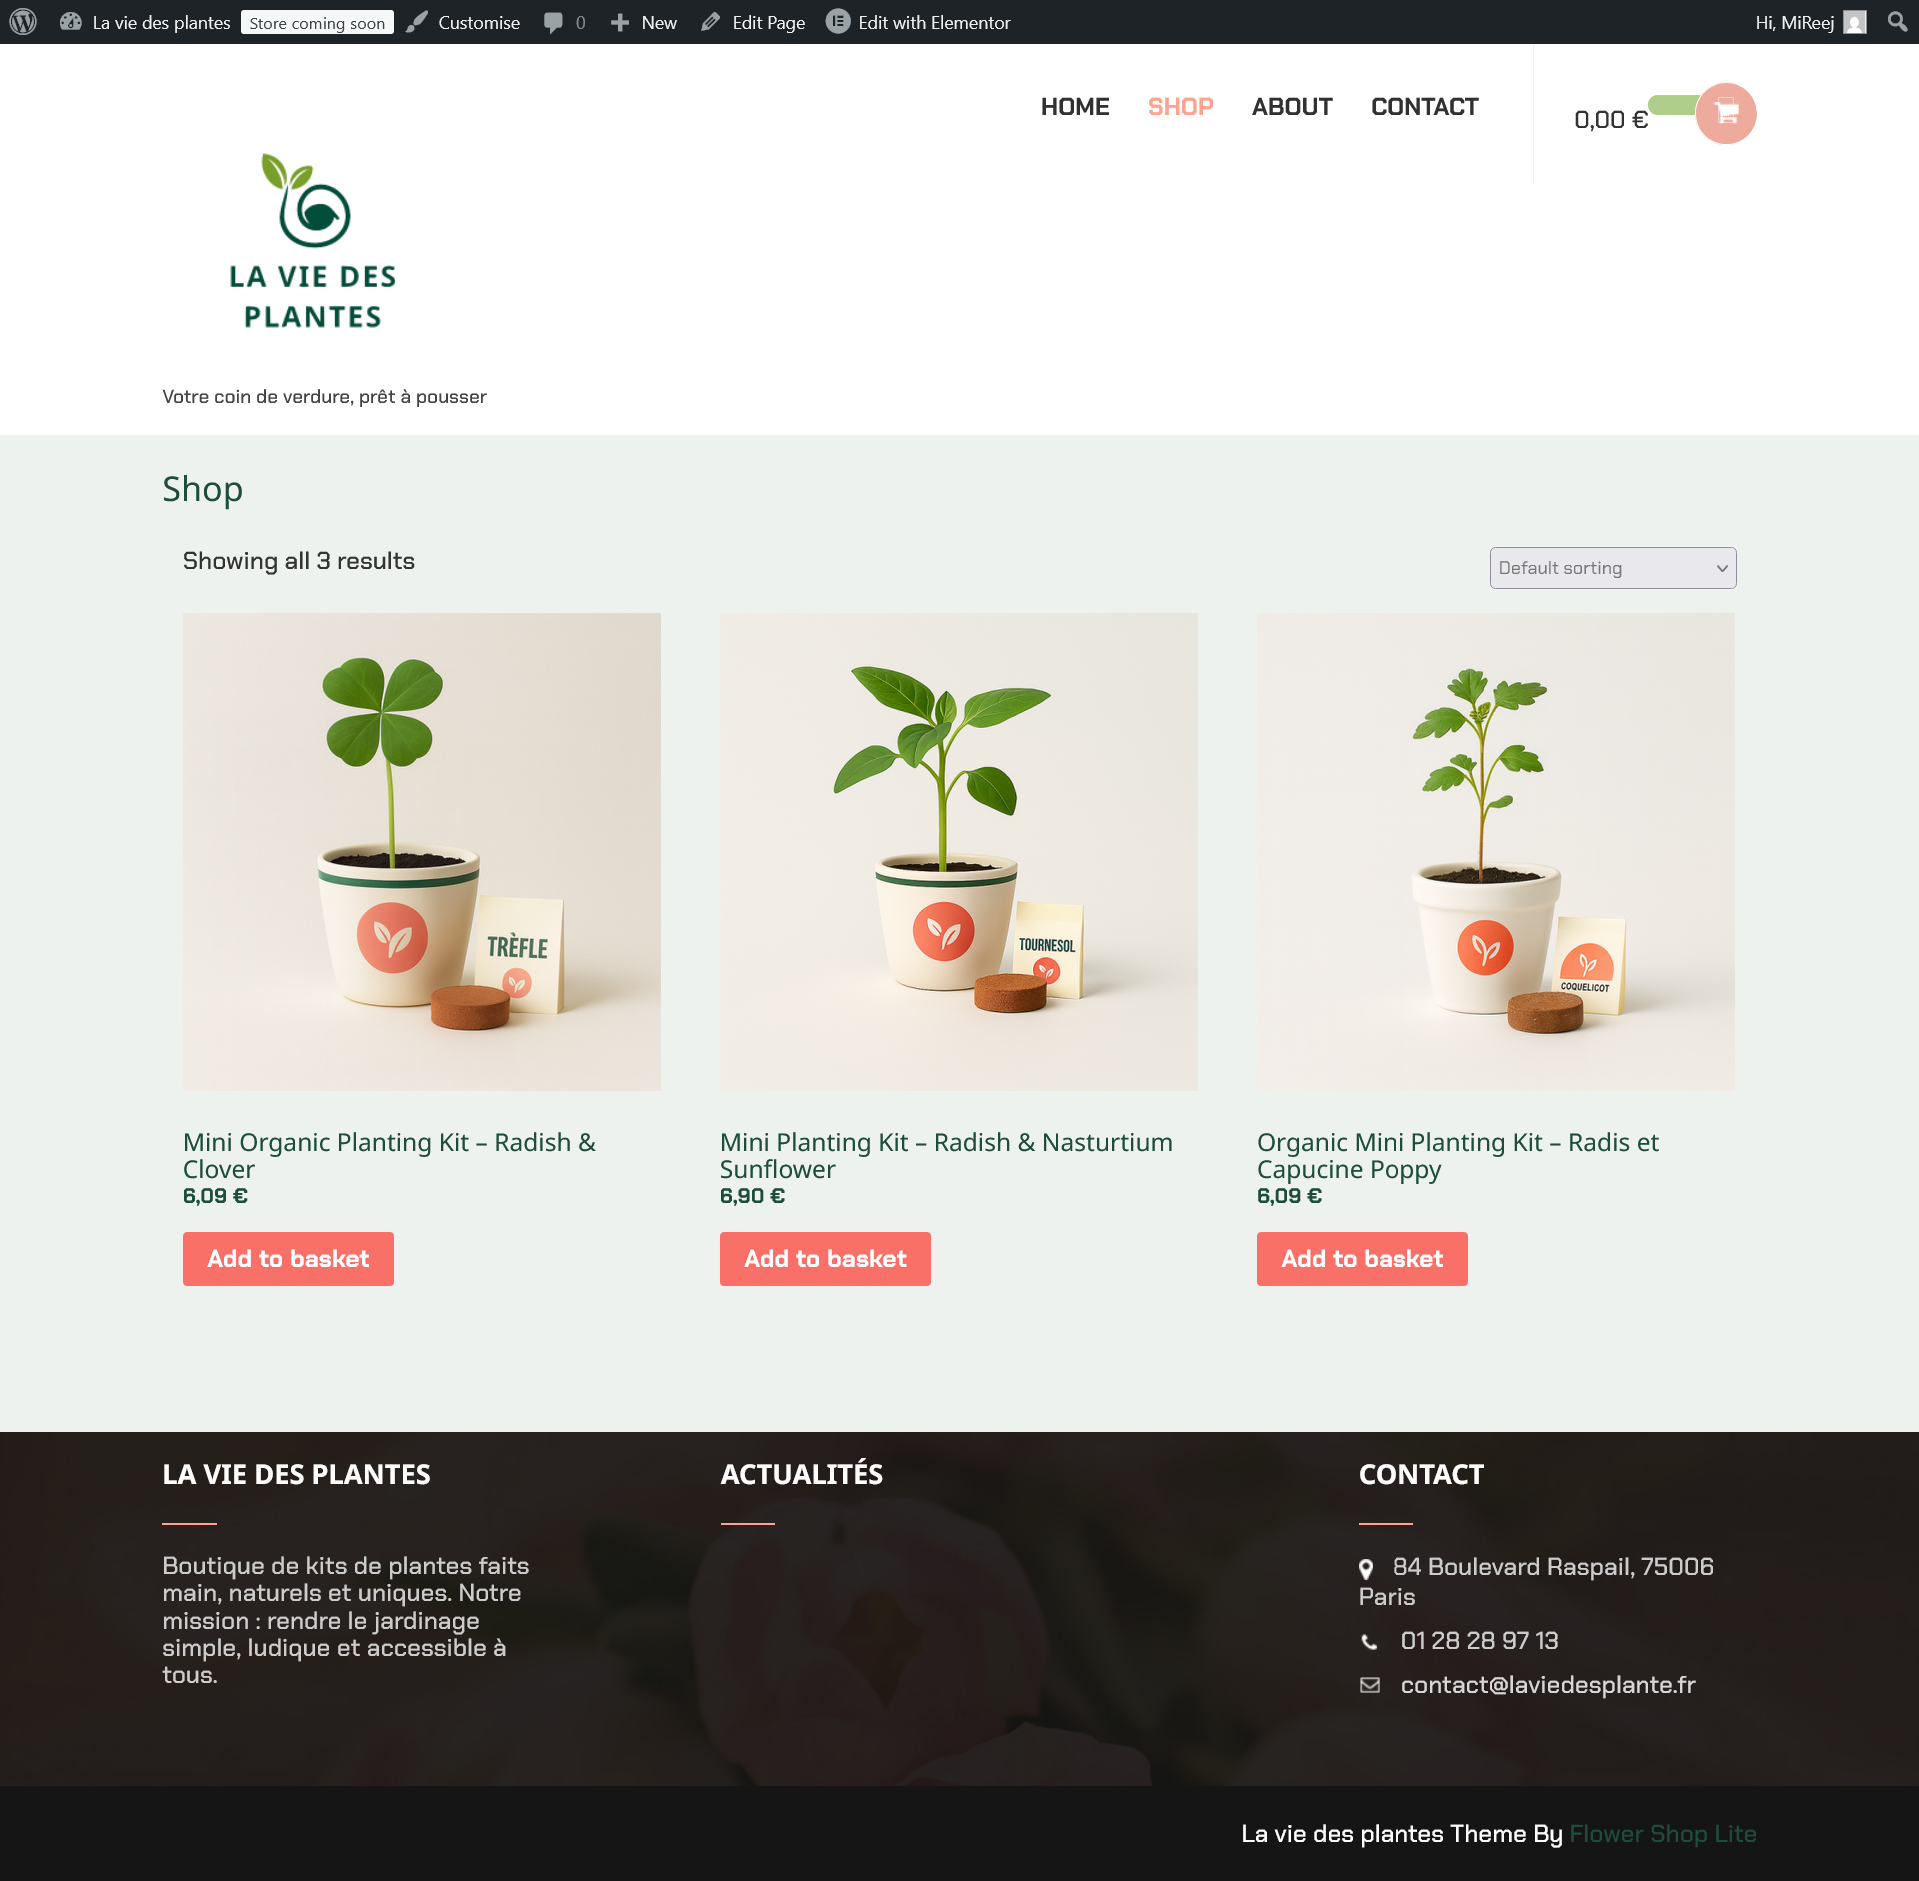 La vie des plantes Store coming soon Customise 0 New Edit Page Edit with Elementor Hi, MiReej
HOME SHOP ABOUT CONTACT
0,00 €
LA VIE DES
PLANTES
Votre coin de verdure, prêt à pousser
Shop
Showing all 3 results
Default sorting
TRÈFLE
TOURNESOL
COQUELICOT
Mini Organic Planting Kit – Radish &
Clover
6,09 €
Add to basket
Mini Planting Kit – Radish & Nasturtium
Sunflower
6,90 €
Add to basket
Organic Mini Planting Kit – Radis et
Capucine Poppy
6,09 €
Add to basket
LA VIE DES PLANTES
Boutique de kits de plantes faits
main, naturels et uniques. Notre
mission : rendre le jardinage
simple, ludique et accessible à
tous.
ACTUALITÉS
CONTACT
84 Boulevard Raspail, 75006
Paris
01 28 28 97 13
contact@laviedesplante.fr
La vie des plantes Theme By Flower Shop Lite